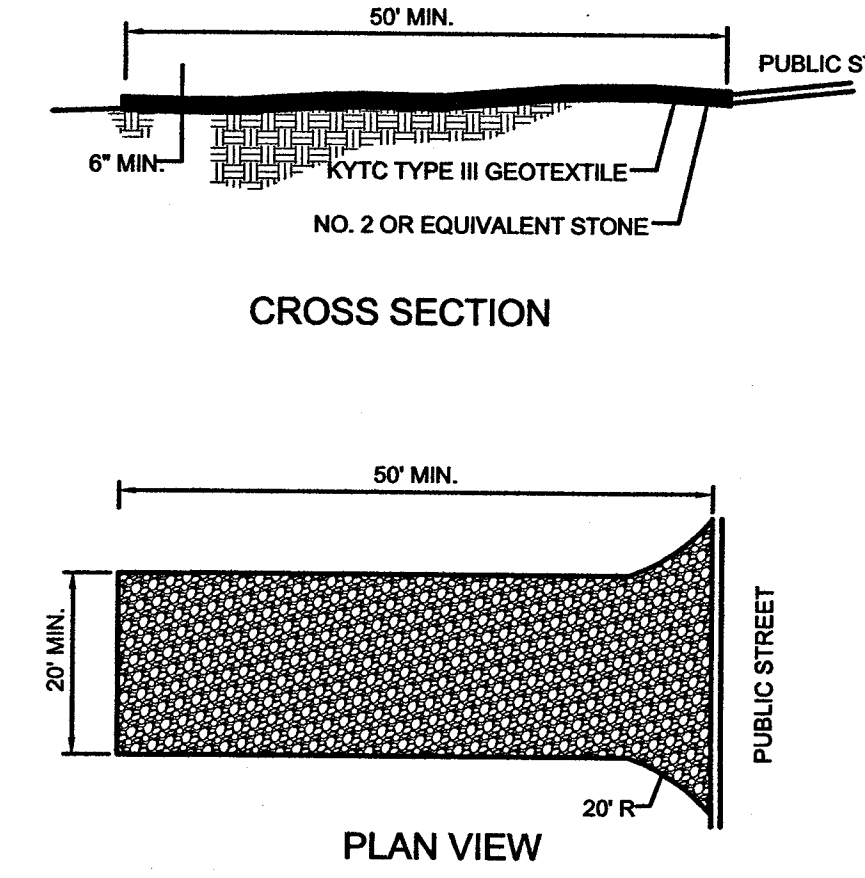 50' MIN.
PUBLIC
6" MIN.
KYTC TYPE III GEOTEXTILE
NO. 2 OR EQUIVALENT STONE
CROSS SECTION
50' MIN.
20' MIN.
PUBLIC STREET
20' R
PLAN VIEW